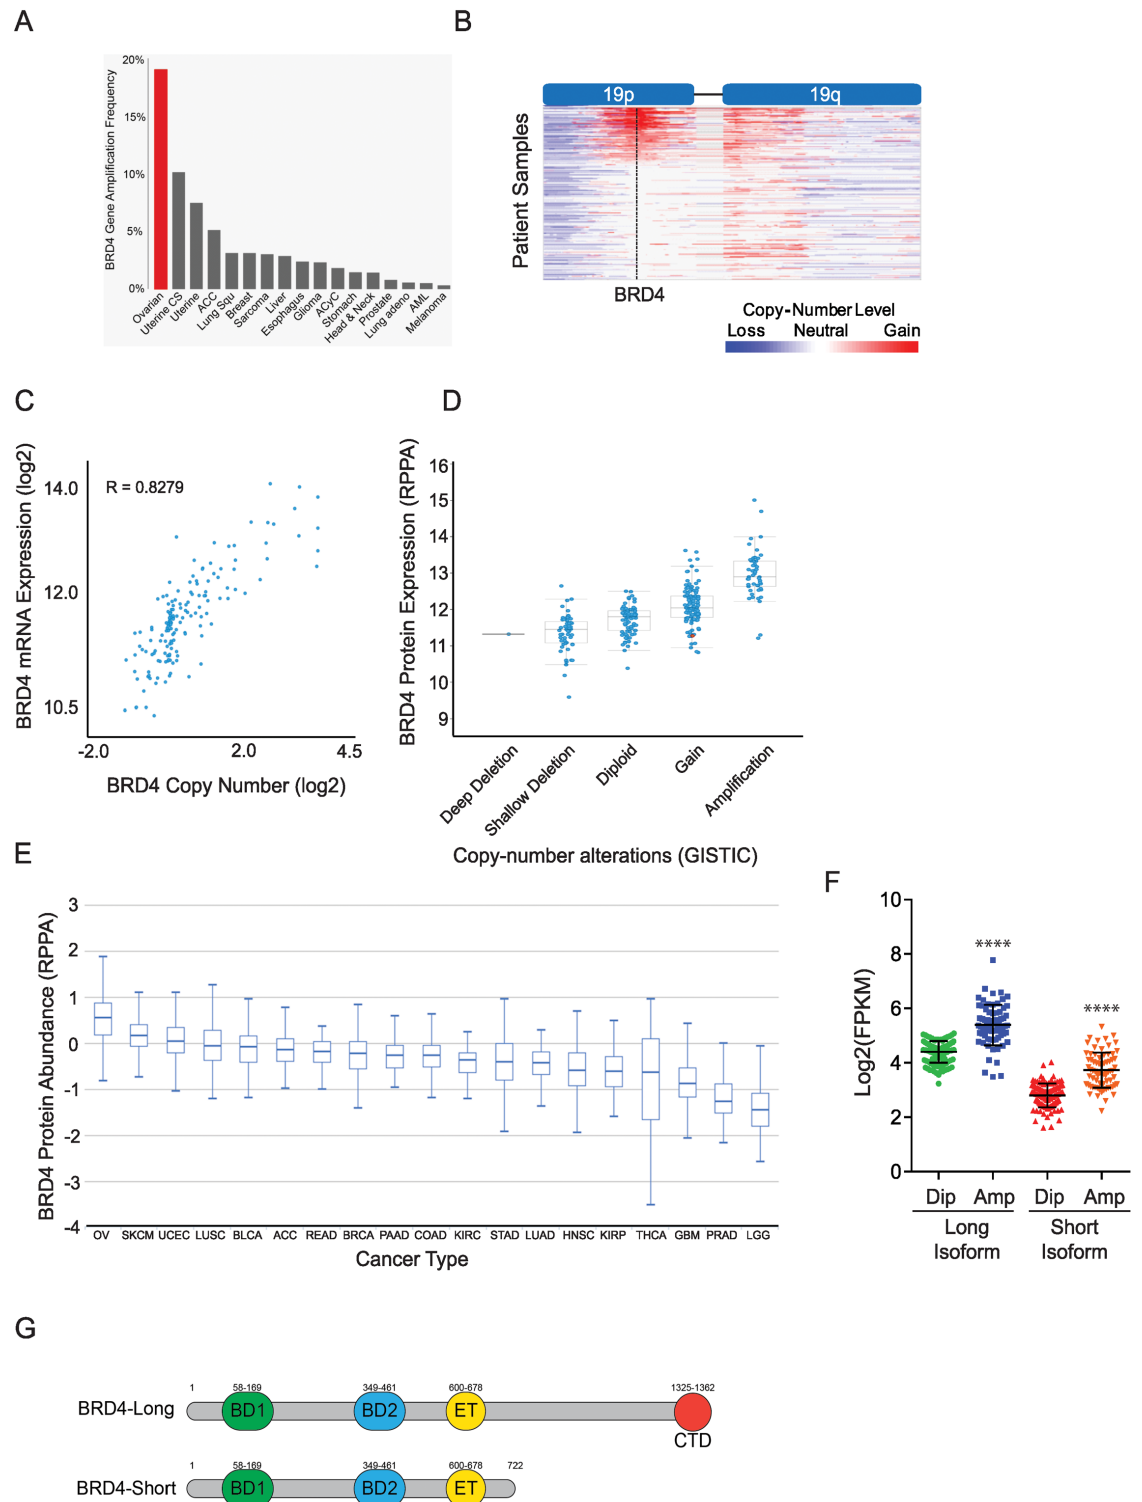 A
BRD4 Gene Amplification Frequency
20%
15%
10%
5%
0%
Ovarian
Uterine CS
Uterine
ACC
Lung Squ
Breast
Sarcoma
Liver
Esophagus
Glioma
ACyC
Stomach
Head & Neck
Prostate
Lung adeno
AML
Melanoma
B
19p
19q
Patient Samples
BRD4
Copy-Number Level
Loss Neutral Gain
C
BRD4 mRNA Expression (log2)
R = 0.8279
14.0
12.0
10.5
-2.0 2.0 4.5
BRD4 Copy Number (log2)
D
BRD4 Protein Expression (RPPA)
16
15
14
13
12
11
10
9
Deep Deletion
Shallow Deletion
Diploid
Gain
Amplification
Copy-number alterations (GISTIC)
E
BRD4 Protein Abundance (RPPA)
3
2
1
0
-1
-2
-3
-4
OV SKCM UCEC LUSC BLCA ACC READ BRCA PAAD COAD KIRC STAD LUAD HNSC KIRP THCA GBM PRAD LGG
Cancer Type
F
Log2(FPKM)
10
8
6
4
2
0
****
****
Dip Amp Dip Amp
Long Isoform
Short Isoform
G
1 58-169 349-461 600-678 1325-1362
BRD4-Long BD1 BD2 ET
CTD
1 58-169 349-461 600-678 722
BRD4-Short BD1 BD2 ET